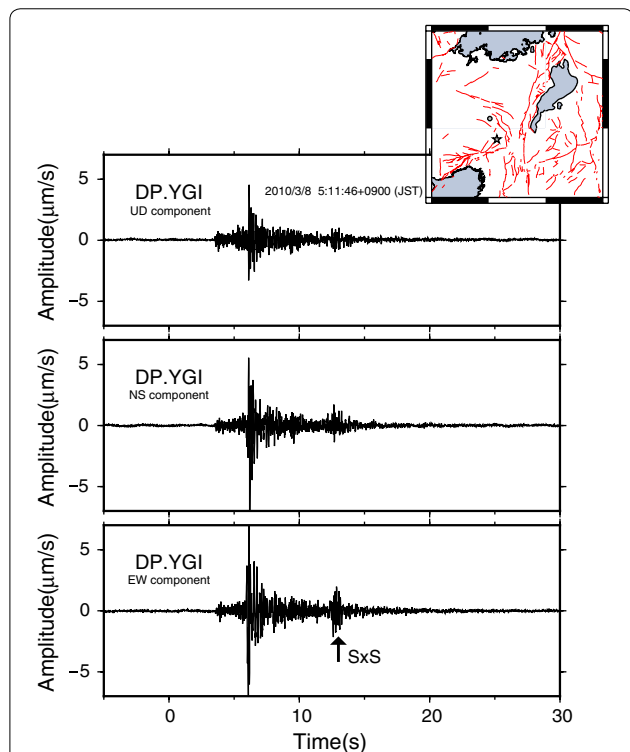 5
0
−5
Amplitude(μm/s)
DP.YGI
UD component
2010/3/8 5:11:46+0900 (JST)
5
0
−5
Amplitude(μm/s)
DP.YGI
NS component
5
0
−5
Amplitude(μm/s)
DP.YGI
EW component
SxS
0 10 20 30
Time(s)